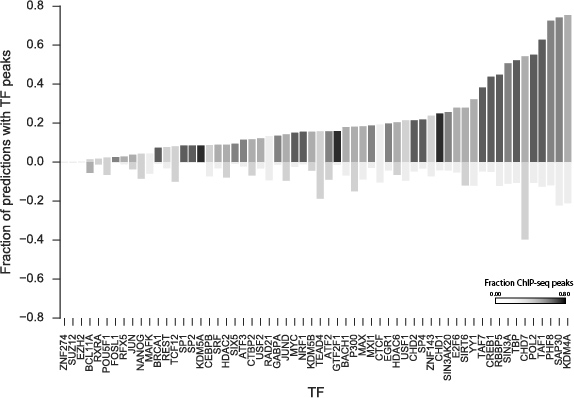 Fraction of predictions with TF peaks
0.8
0.6
0.4
0.2
0.0
−0.2
−0.4
−0.6
−0.8
Fraction ChIP-seq peaks
0.00 0.80
ZNF274
SUZ12
EZH2
BCL11A
RXRA
POU5F1
FOSL1
RFX5
JUN
NANOG
MAFK
BRCA1
REST
TCF12
SP1
SP2
KDM5A
CEBPB
SRF
HDAC2
SIX5
ATF3
CTBP2
USF2
RAD21
GABPA
JUND
MYC
NRF1
KDM5B
TEAD4
ATF2
GTF2F1
BACH1
P300
MAX
MXI1
CTCF
EGR1
HDAC6
USF1
CHD2
SP4
ZNF143
CHD1
SIN3AK20
E2F6
SIRT6
YY1
TAF7
CREB1
RBBP5
SIN3A
TBP
CHD7
POL2
TAF1
PHF8
SAP30
KDM4A
TF